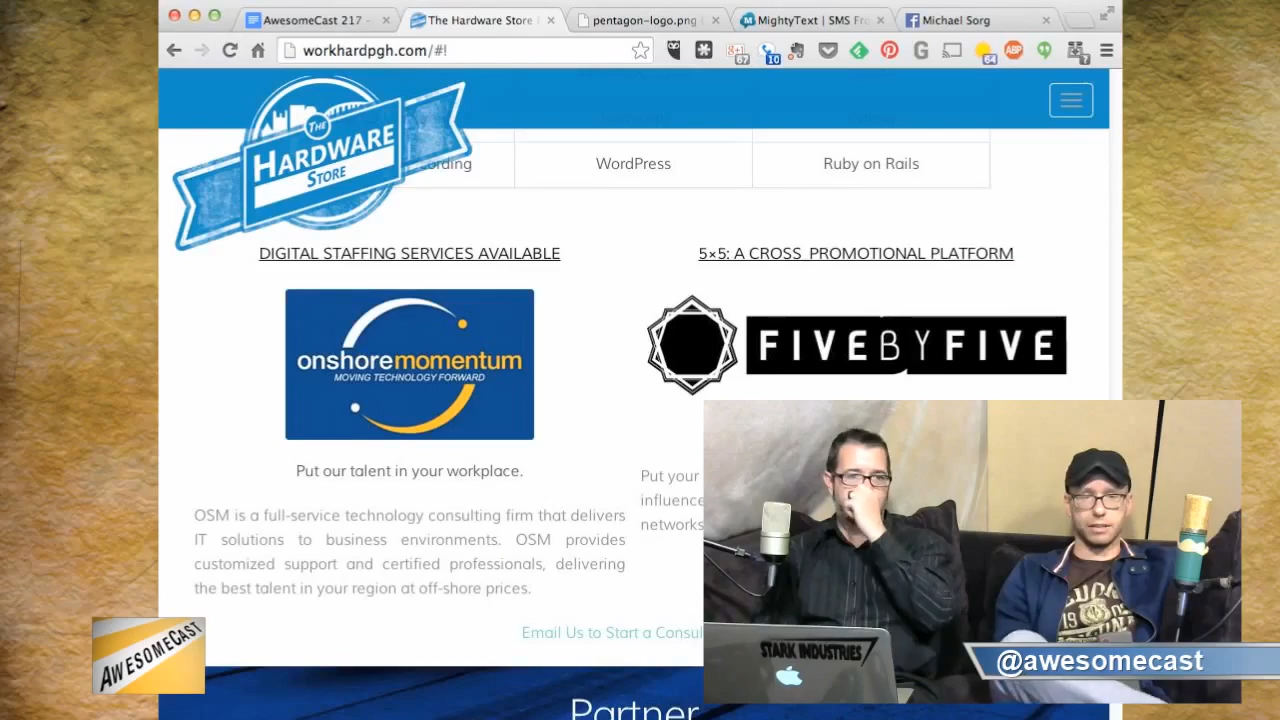 AwesomeCast 217 -
The Hardware Store
pentagon-logo.png
MightyText | SMS Fro
Michael Sorg
workhardpgh.com/#!
67
10
64
ABP
?
THE
HARDWARE
STORE
WordPress
Ruby on Rails
DIGITAL STAFFING SERVICES AVAILABLE
5×5: A CROSS PROMOTIONAL PLATFORM
onshoremomentum
MOVING TECHNOLOGY FORWARD
FIVEBYFIVE
Put our talent in your workplace.
Put your
influence
networks
OSM is a full-service technology consulting firm that delivers
IT solutions to business environments. OSM provides
customized support and certified professionals, delivering
the best talent in your region at off-shore prices.
Email Us to Start a Consul
Partner
AWESOMECAST
STARK INDUSTRIES
@awesomecast